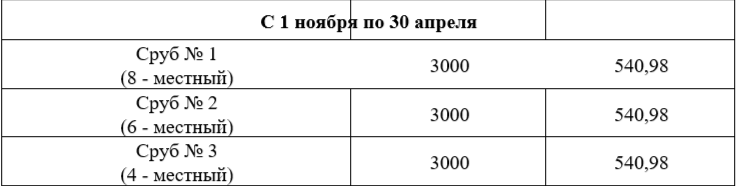 С 1 ноября по 30 апреля
Сруб № 1
(8 - местный)
3000
540,98
Сруб № 2
(6 - местный)
3000
540,98
Сруб № 3
(4 - местный)
3000
540,98